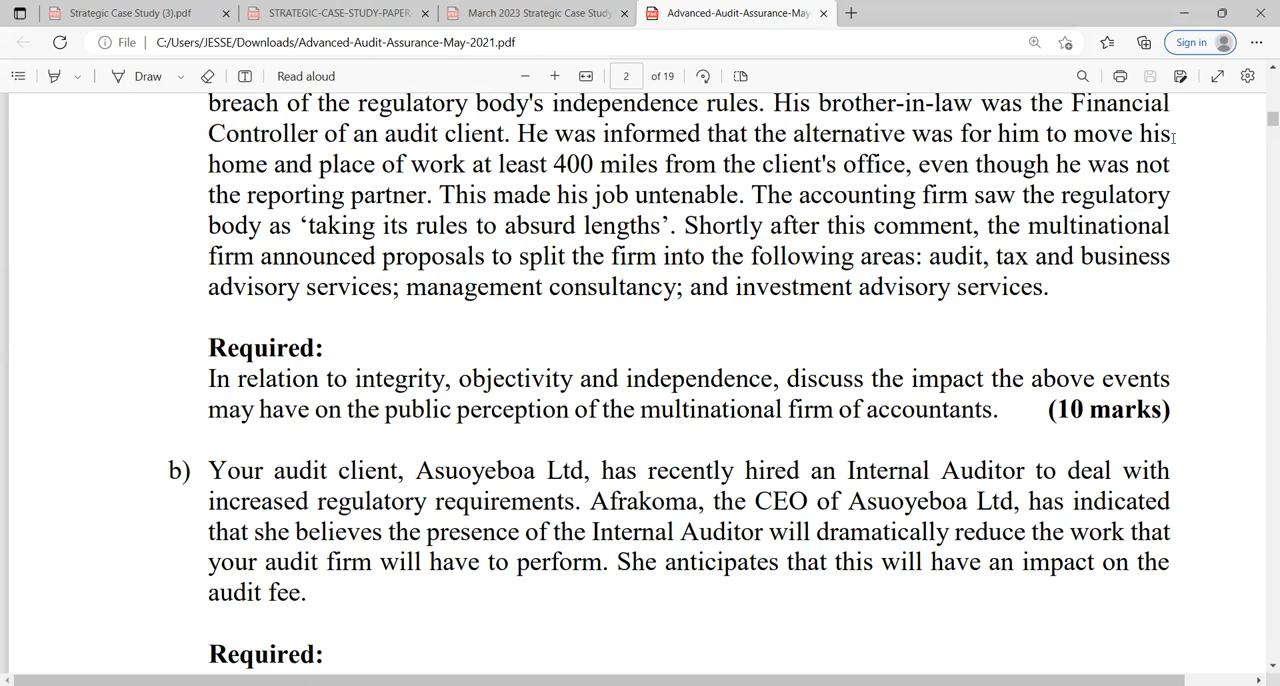 Strategic Case Study (3).pdf
STRATEGIC-CASE-STUDY-PAPER
March 2023 Strategic Case Study
Advanced-Audit-Assurance-May-
File
C:/Users/JESSE/Downloads/Advanced-Audit-Assurance-May-2021.pdf
Sign in
Draw
Read aloud
2
of 19
breach of the regulatory body's independence rules. His brother-in-law was the Financial
Controller of an audit client. He was informed that the alternative was for him to move his
home and place of work at least 400 miles from the client's office, even though he was not
the reporting partner. This made his job untenable. The accounting firm saw the regulatory
body as ‘taking its rules to absurd lengths’. Shortly after this comment, the multinational
firm announced proposals to split the firm into the following areas: audit, tax and business
advisory services; management consultancy; and investment advisory services.
Required:
In relation to integrity, objectivity and independence, discuss the impact the above events
may have on the public perception of the multinational firm of accountants. (10 marks)
b) Your audit client, Asuoyeboa Ltd, has recently hired an Internal Auditor to deal with
increased regulatory requirements. Afrakoma, the CEO of Asuoyeboa Ltd, has indicated
that she believes the presence of the Internal Auditor will dramatically reduce the work that
your audit firm will have to perform. She anticipates that this will have an impact on the
audit fee.
Required: